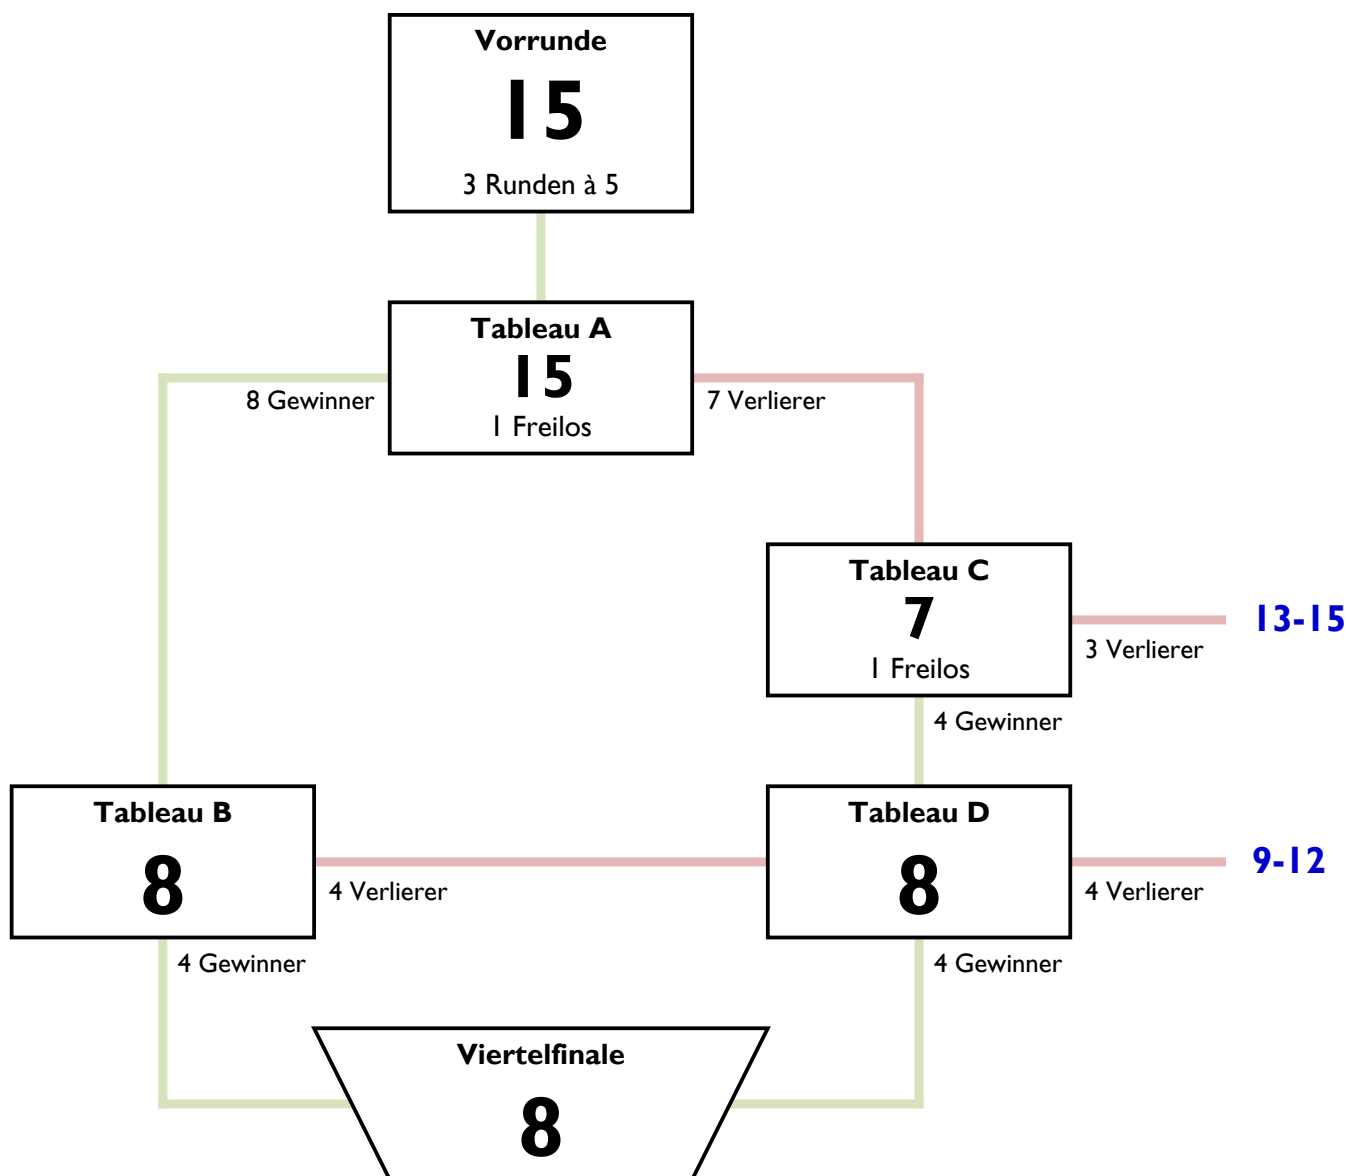 Vorrunde
15
3 Runden à 5
Tableau A
15
1 Freilos
8 Gewinner
7 Verlierer
Tableau C
7
1 Freilos
13-15
3 Verlierer
4 Gewinner
Tableau B
8
4 Verlierer
4 Gewinner
Tableau D
8
9-12
4 Verlierer
4 Gewinner
Viertelfinale
8